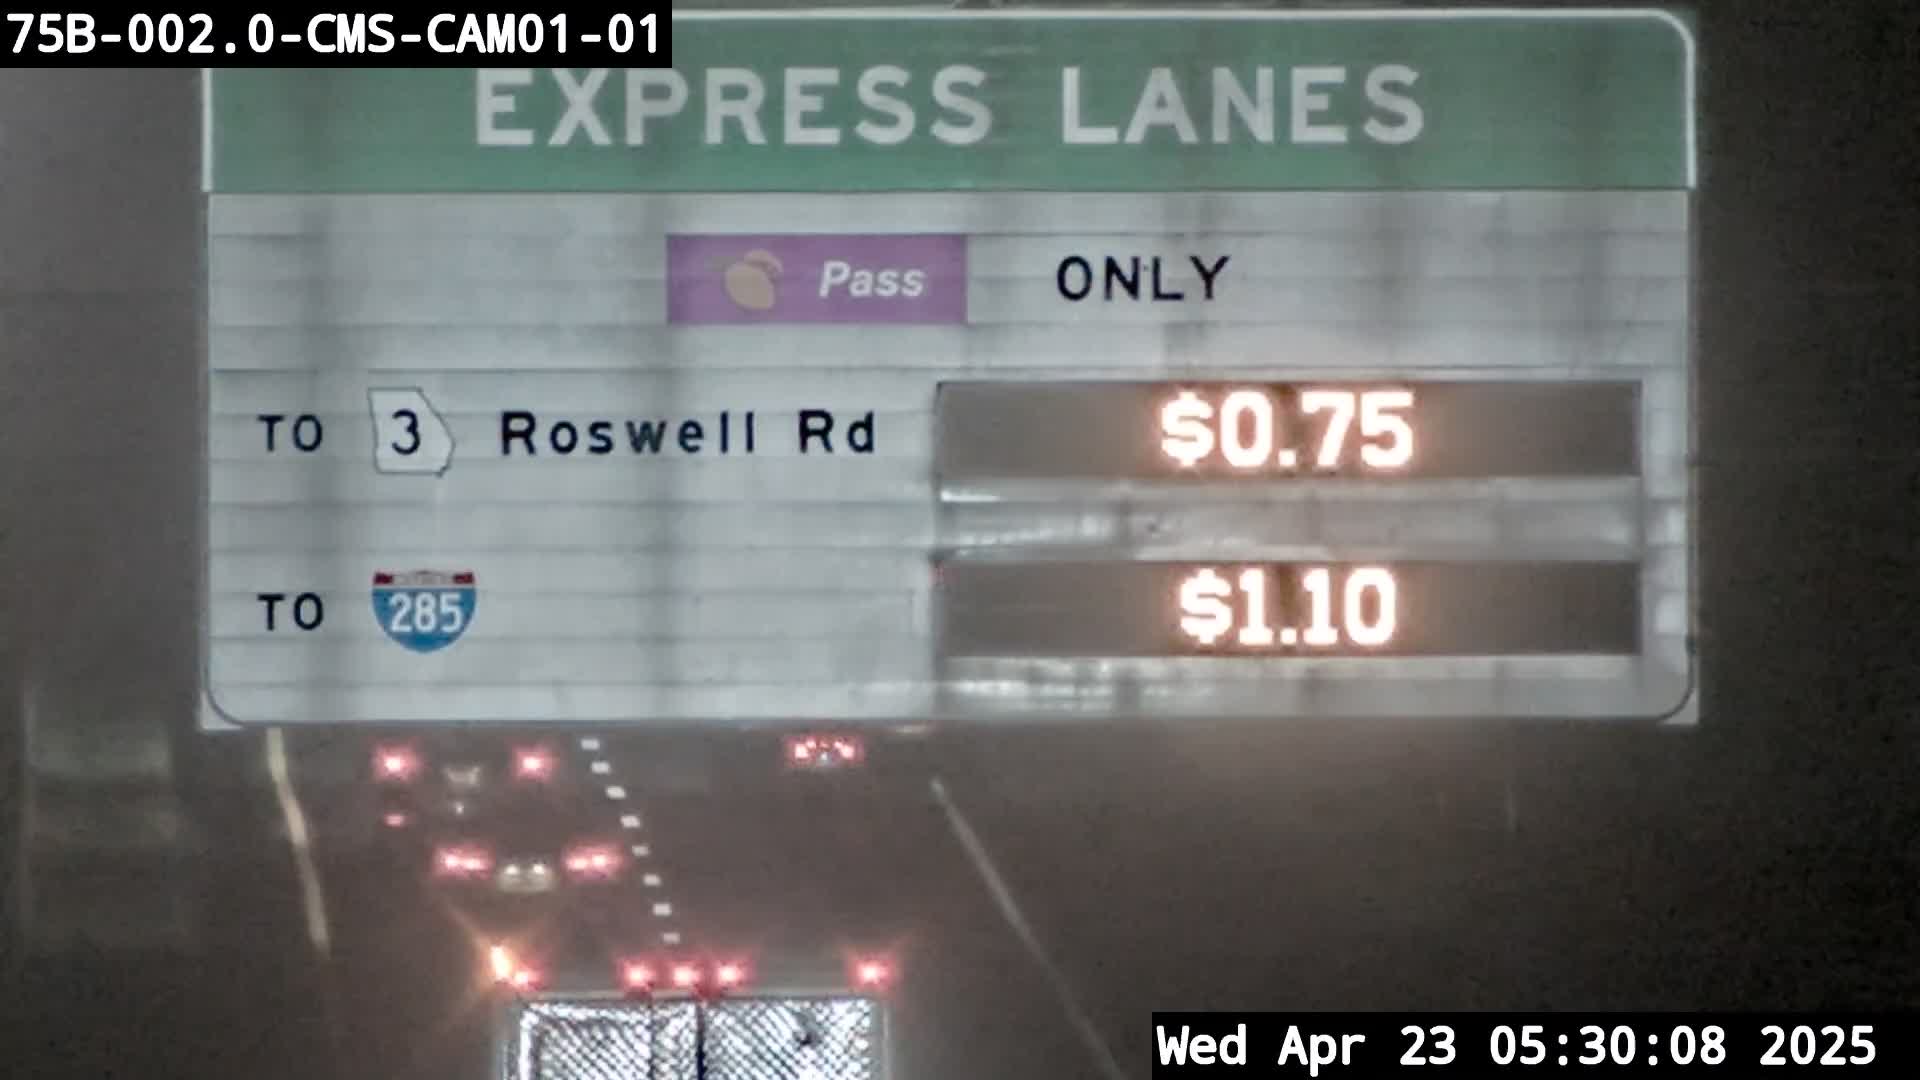 75B-002.0-CMS-CAM01-01
EXPRESS LANES
Pass ONLY
TO 3 Roswell Rd $0.75
TO 285 $1.10
Wed Apr 23 05:30:08 2025